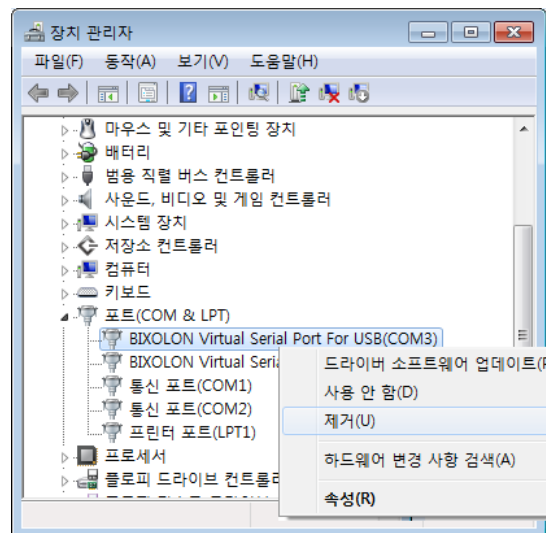 장치 관리자
파일(F) 동작(A) 보기(V) 도움말(H)
마우스 및 기타 포인팅 장치
배터리
범용 직렬 버스 컨트롤러
사운드, 비디오 및 게임 컨트롤러
시스템 장치
저장소 컨트롤러
컴퓨터
키보드
포트(COM & LPT)
BIXOLON Virtual Serial Port For USB(COM3)
BIXOLON Virtual
통신 포트(COM1)
통신 포트(COM2)
프린터 포트(LPT1)
프로세서
플로피 드라이브
드라이버 소프트웨어 업데이트(
사용 안 함(D)
제거(U)
하드웨어 변경 사항 검색(A)
속성(R)